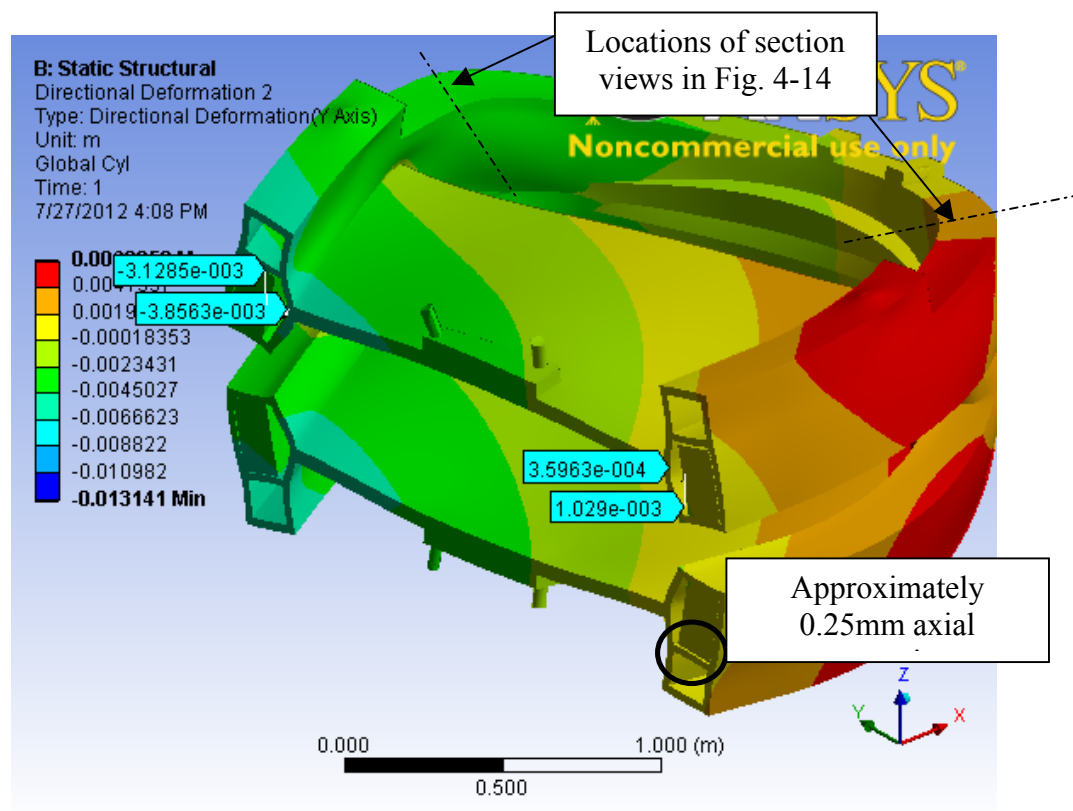 Locations of section
views in Fig. 4-14
B: Static Structural
Directional Deformation 2
Type: Directional Deformation(Y Axis)
Unit: m
Global Cyl
Time: 1
7/27/2012 4:08 PM
YS
Noncommercial use only
-3.1285e-003
-3.8563e-003
-0.00018353
-0.0023431
-0.0045027
-0.0066623
-0.008822
-0.010982
-0.013141 Min
3.5963e-004
1.029e-003
Approximately
0.25mm axial
Z
Y
X
0.000
1.000 (m)
0.500